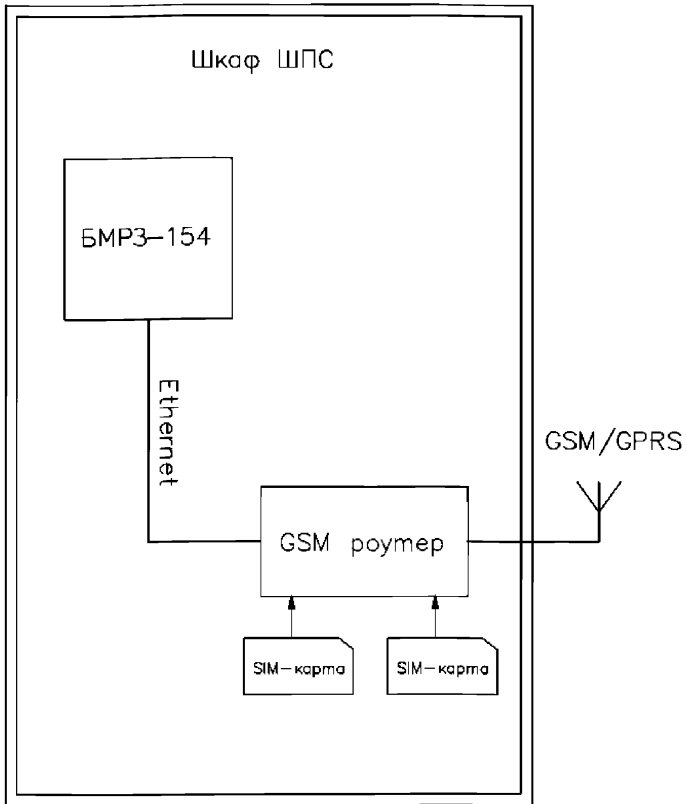 Шкаф ШПС
БМРЗ-154
Ethernet
GSM/GPRS
GSM роутер
SIM-карта
SIM-карта